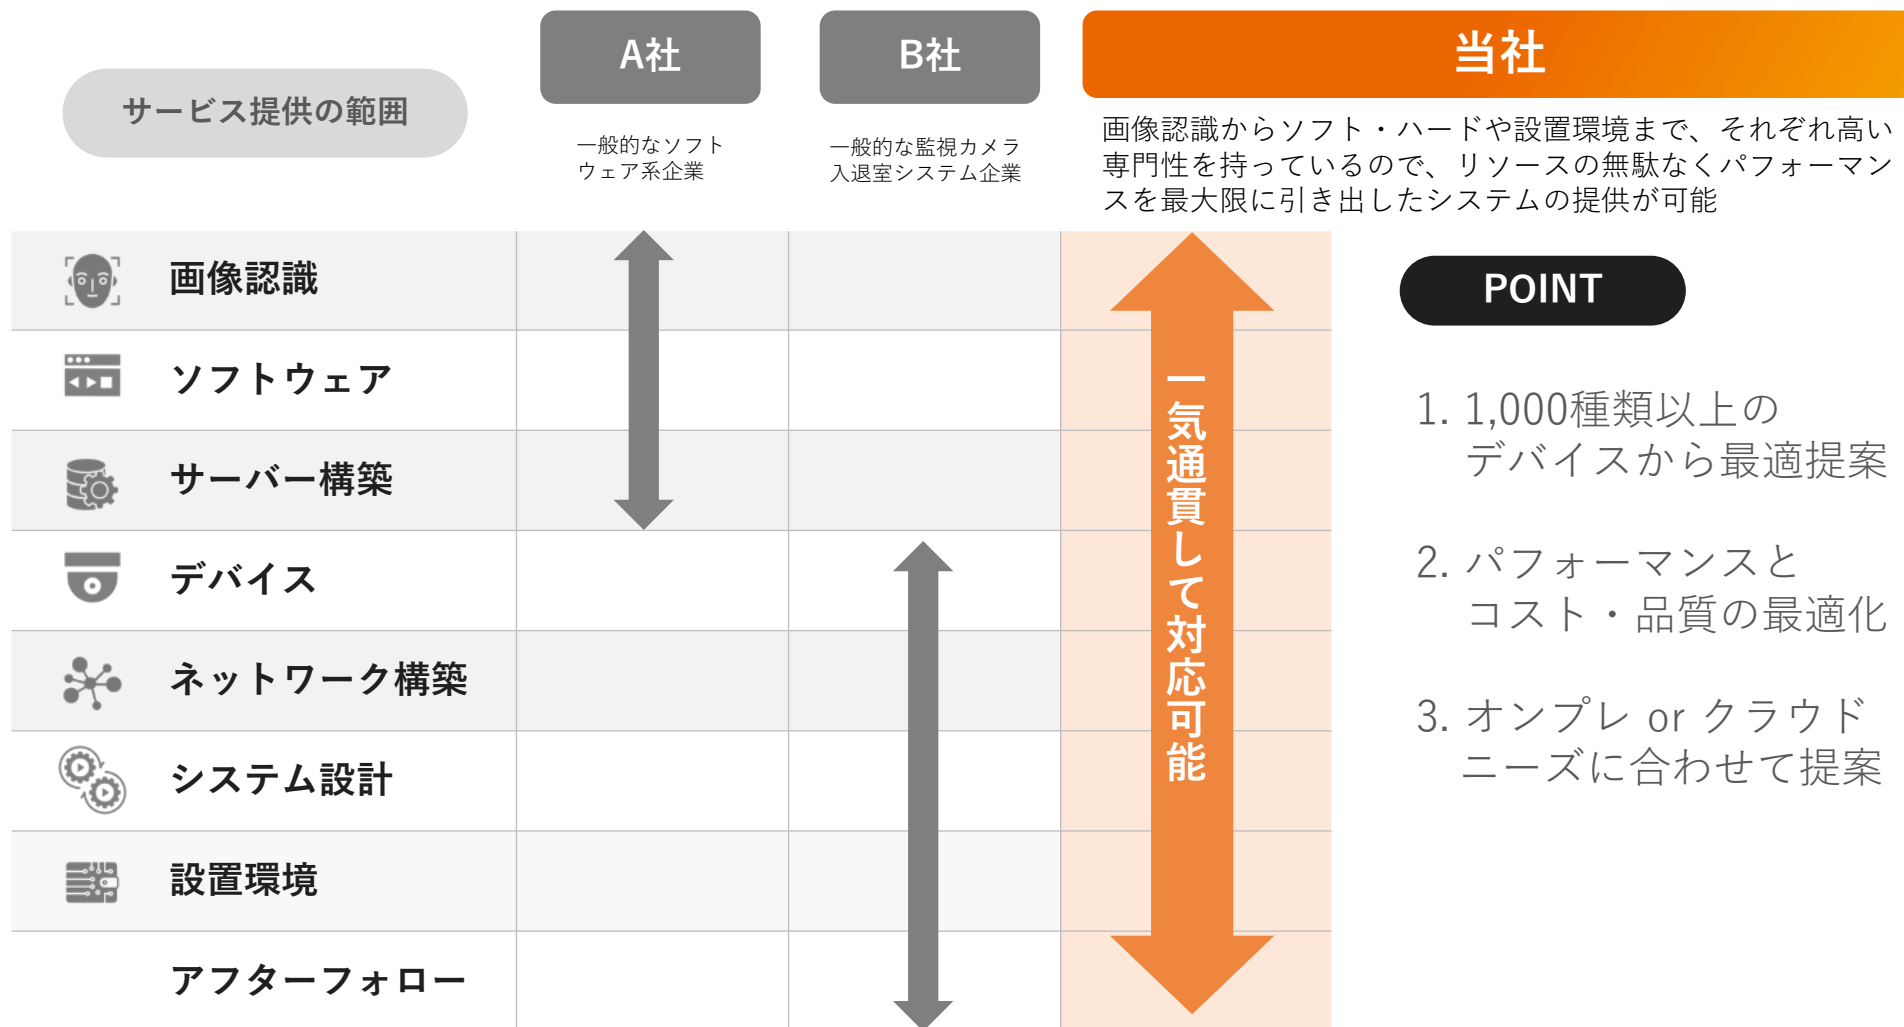 サービス提供の範囲
A社
一般的なソフト
ウェア系企業
B社
一般的な監視カメラ
入退室システム企業
当社
画像認識からソフト・ハードや設置環境まで、それぞれ高い
専門性を持っているので、リソースの無駄なくパフォーマン
スを最大限に引き出したシステムの提供が可能
画像認識
ソフトウェア
サーバー構築
デバイス
ネットワーク構築
システム設計
設置環境
アフターフォロー
一気通貫して対応可能
POINT
1. 1,000種類以上の
デバイスから最適提案
2. パフォーマンスと
コスト・品質の最適化
3. オンプレ or クラウド
ニーズに合わせて提案